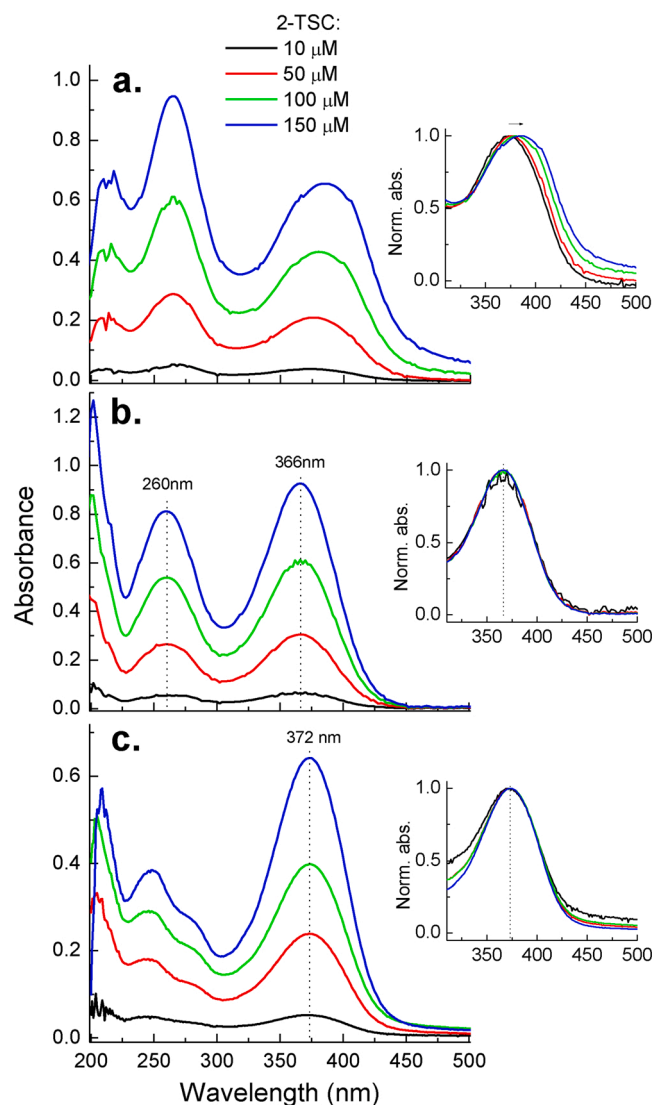 2-TSC:
10 μM
50 μM
100 μM
150 μM
a.
1.0
0.8
0.6
0.4
0.2
0.0
Norm. abs.
1.0
0.5
0.0
350 400 450 500
b.
1.2
1.0
0.8
0.6
0.4
0.2
0.0
260nm
366nm
Absorbance
Norm. abs.
1.0
0.5
0.0
350 400 450 500
c.
372 nm
0.6
0.4
0.2
0.0
Norm. abs.
1.0
0.5
0.0
350 400 450 500
200 250 300 350 400 450 500
Wavelength (nm)